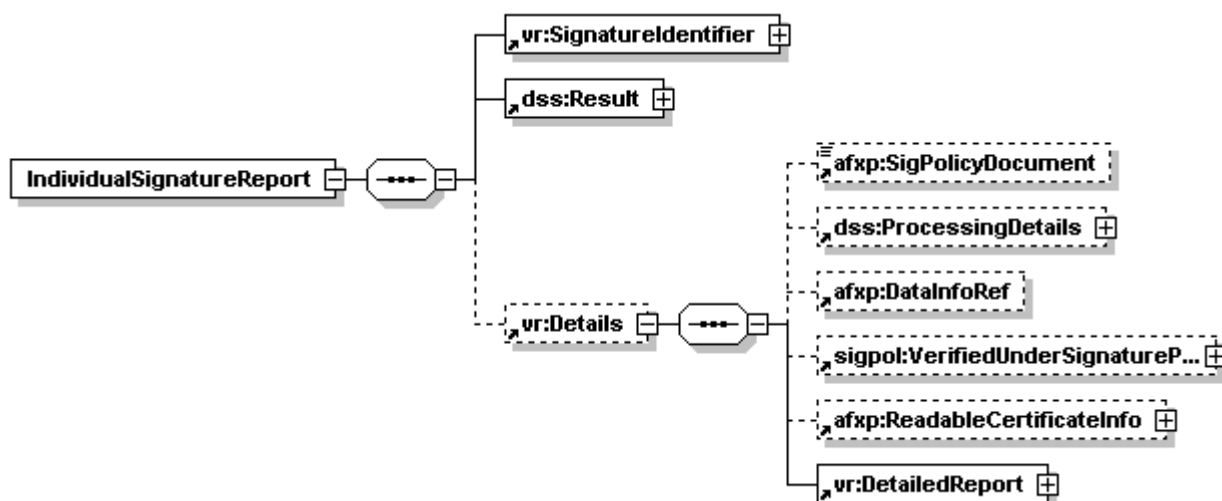 vr:SignatureIdentifier
dss:Result
IndividualSignatureReport
afxp:SigPolicyDocument
dss:ProcessingDetails
afxp:DataInfoRef
vr:Details
sigpol:VerifiedUnderSignatureP...
afxp:ReadableCertificateInfo
vr:DetailedReport